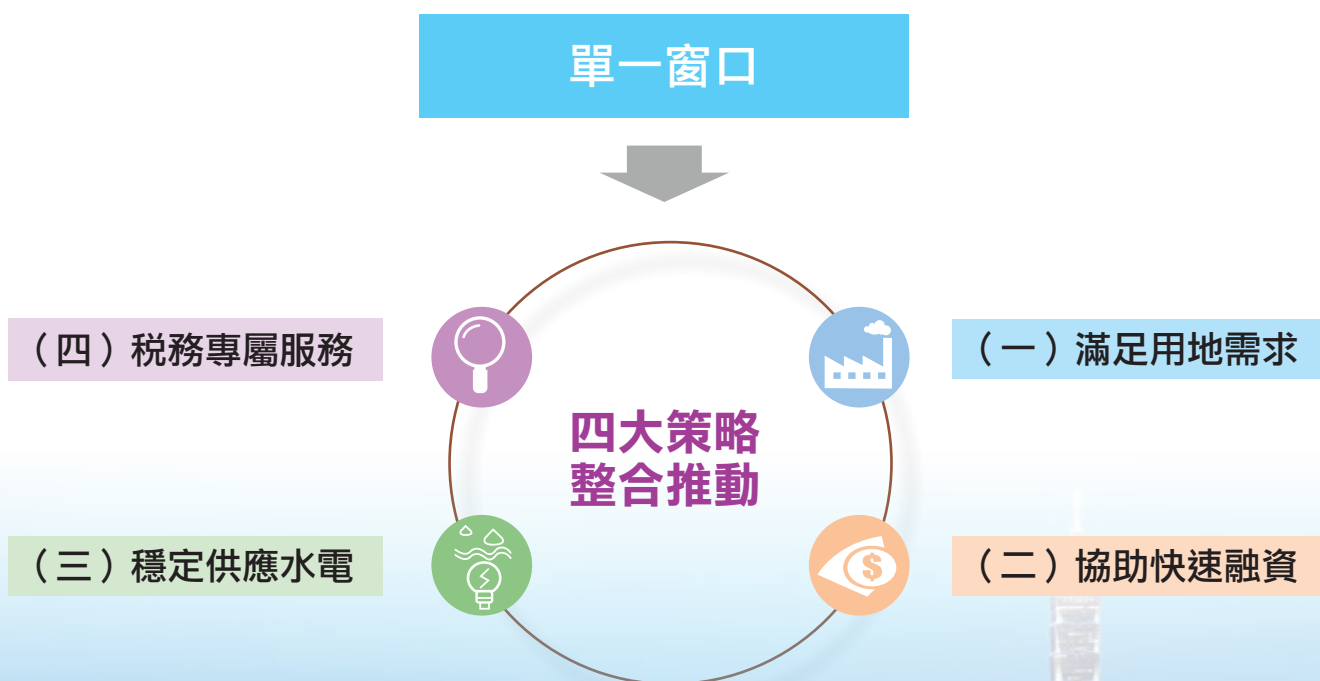 單一窗口
(四)稅務專屬服務
(一)滿足用地需求
四大策略
整合推動
(三)穩定供應水電
(二)協助快速融資
$